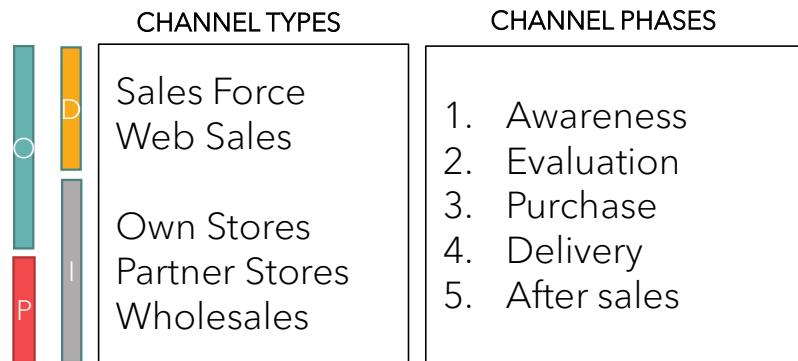 CHANNEL TYPES
CHANNEL PHASES
O
D
P
I
Sales Force
Web Sales
Own Stores
Partner Stores
Wholesales
1. Awareness
2. Evaluation
3. Purchase
4. Delivery
5. After sales